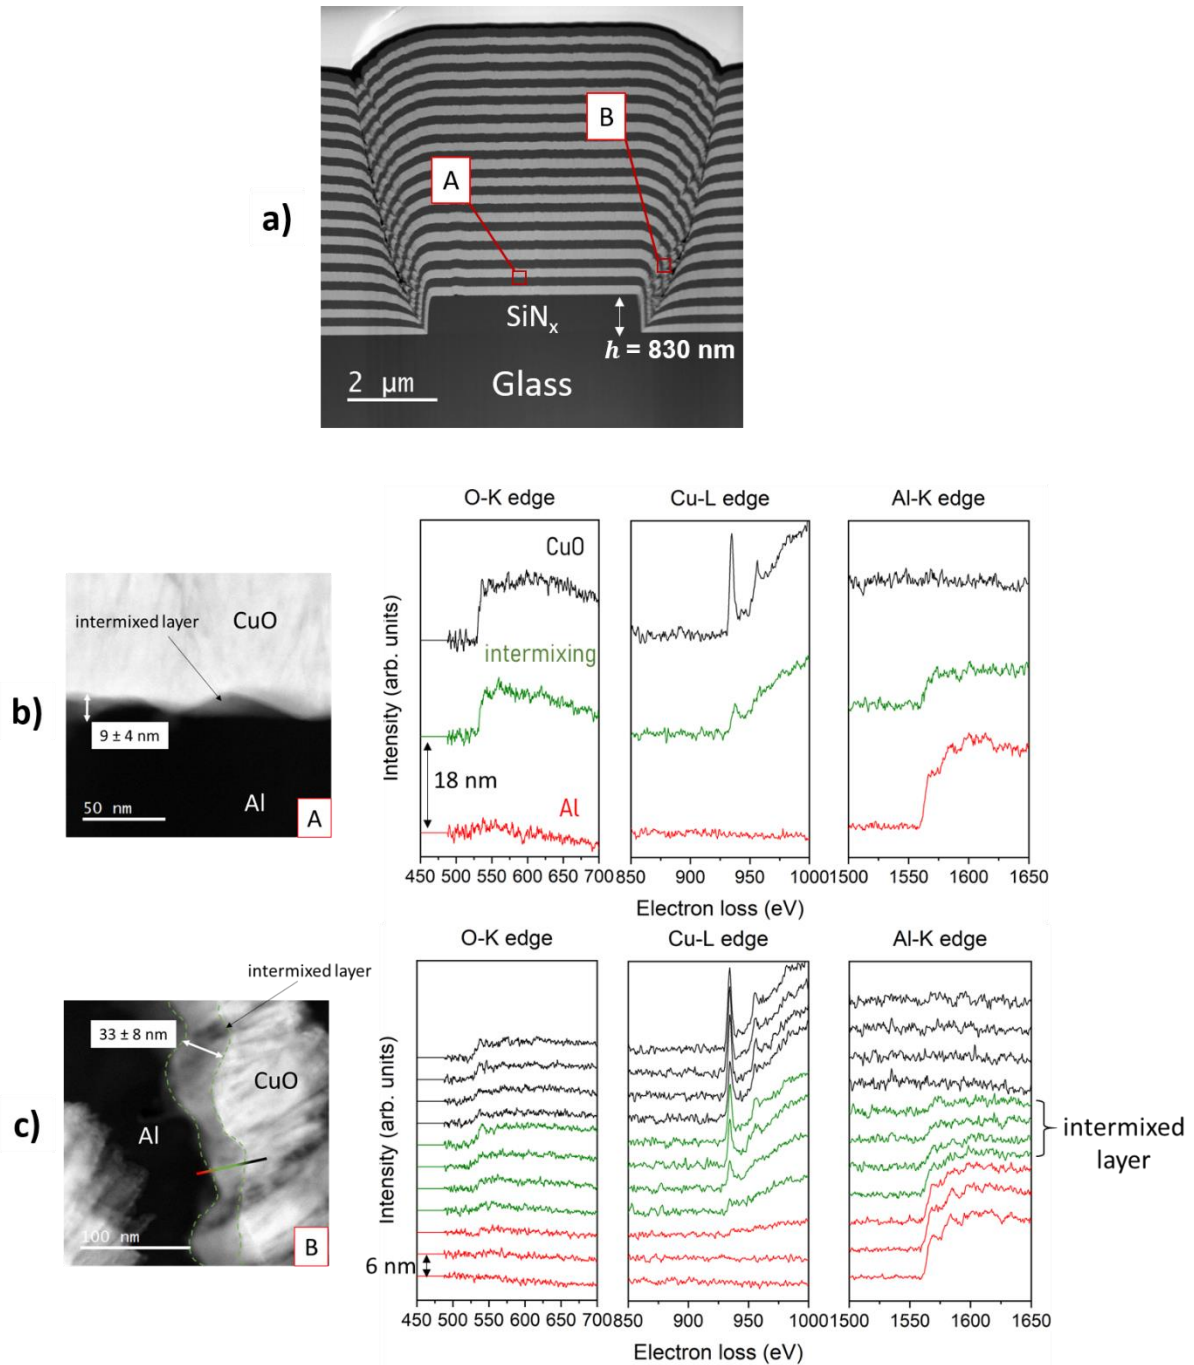 a)
A
B
SiNx
h = 830 nm
2 µm
Glass
b)
intermixed layer
CuO
9 ± 4 nm
Al
50 nm
A
O-K edge
Cu-L edge
Al-K edge
Intensity (arb. units)
CuO
intermixing
18 nm
Al
450 500 550 600 650 700
850 900 950 1000
1500 1550 1600 1650
Electron loss (eV)
c)
intermixed layer
33 ± 8 nm
CuO
Al
100 nm
B
O-K edge
Cu-L edge
Al-K edge
Intensity (arb. units)
6 nm
intermixed
layer
450 500 550 600 650 700
850 900 950 1000
1500 1550 1600 1650
Electron loss (eV)